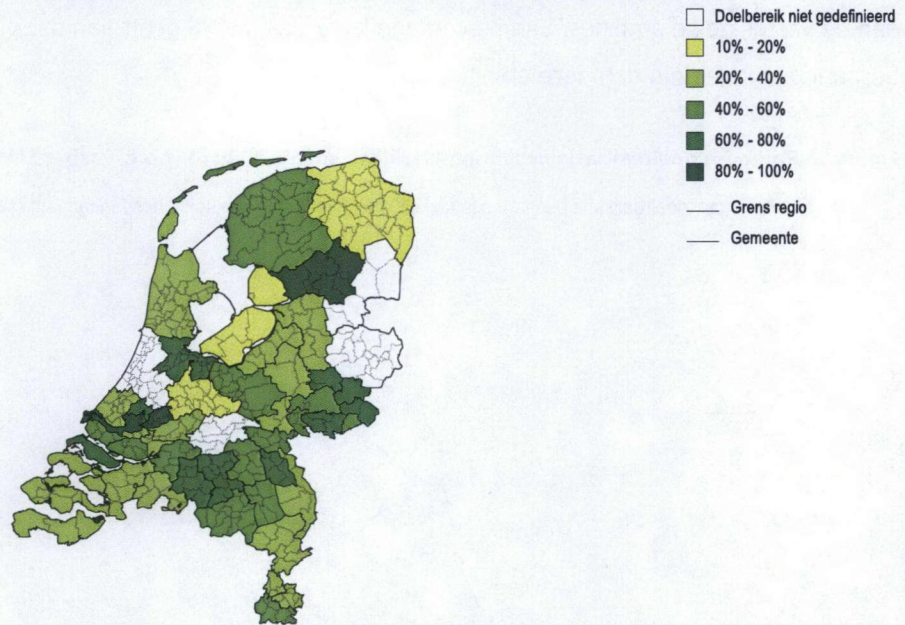 Doelbereik niet gedefinieerd
10% - 20%
20% - 40%
40% - 60%
60% - 80%
80% - 100%
Grens regio
Gemeente